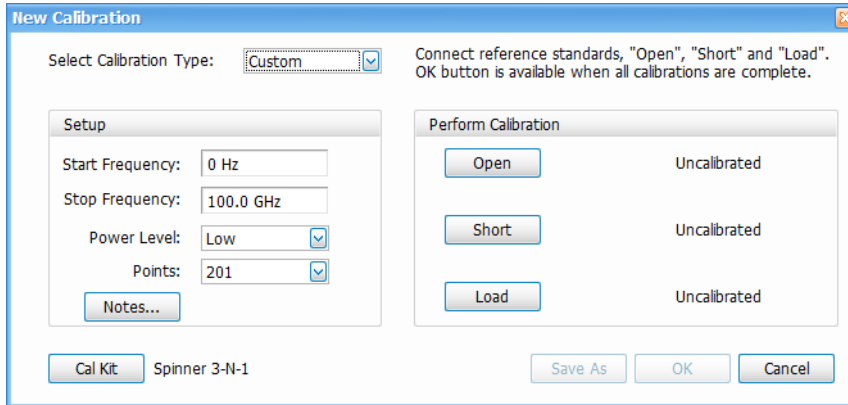 New Calibration
Select Calibration Type: Custom
Connect reference standards, "Open", "Short" and "Load".
OK button is available when all calibrations are complete.
Setup
Start Frequency: 0 Hz
Stop Frequency: 100.0 GHz
Power Level: Low
Points: 201
Notes...
Perform Calibration
Open Uncalibrated
Short Uncalibrated
Load Uncalibrated
Cal Kit Spinner 3-N-1
Save As OK Cancel